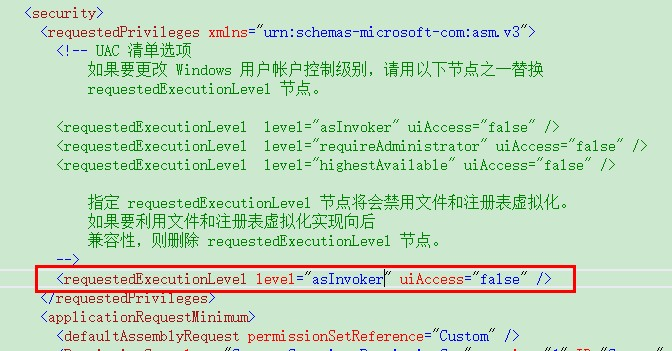 <security>
<requestedPrivileges xmlns="urn:schemas-microsoft-com:asm.v3">
<!-- UAC 清单选项
如果要更改 Windows 用户帐户控制级别，请用以下节点之一替换
requestedExecutionLevel 节点。
<requestedExecutionLevel  level="asInvoker" uiAccess="false" />
<requestedExecutionLevel  level="requireAdministrator" uiAccess="false" />
<requestedExecutionLevel  level="highestAvailable" uiAccess="false" />
指定 requestedExecutionLevel 节点将会禁用文件和注册表虚拟化。
如果要利用文件和注册表虚拟化实现向后
兼容性，则删除 requestedExecutionLevel 节点。
-->
<requestedExecutionLevel level="asInvoker" uiAccess="false" />
</requestedPrivileges>
<applicationRequestMinimum>
<defaultAssemblyRequest permissionSetReference="Custom" />